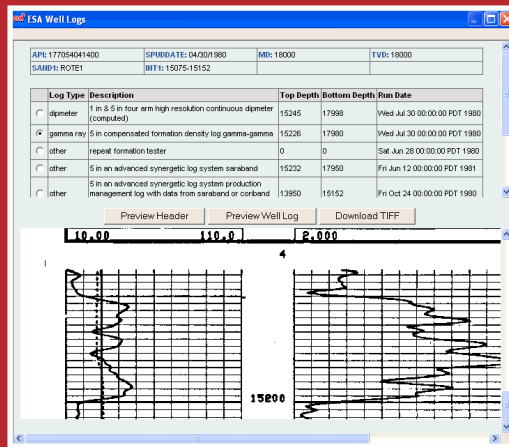 ESA Well Logs
API: 177054041400 SPUDDATE: 04/30/1980 MD: 18000 TVD: 18000
SAND1: ROTE1 INT1: 15075-15152
Log Type Description Top Depth Bottom Depth Run Date
dipmeter 1 in & 5 in four arm high resolution continuous dipmeter (computed) 15245 17998 Wed Jul 30 00:00:00 PDT 1980
gamma ray 5 in compensated formation density log gamma-gamma 15226 17980 Wed Jul 30 00:00:00 PDT 1980
other repeat formation tester 0 0 Sat Jun 28 00:00:00 PDT 1980
other 5 in an advanced synergetic log system saraband 15232 17950 Fri Jun 12 00:00:00 PDT 1981
other 5 in an advanced synergetic log system production management log with data from saraband or coriband 13950 15152 Fri Oct 24 00:00:00 PDT 1980
Preview Header Preview Well Log Download TIFF
10.00 110.0 2.000
4
15200